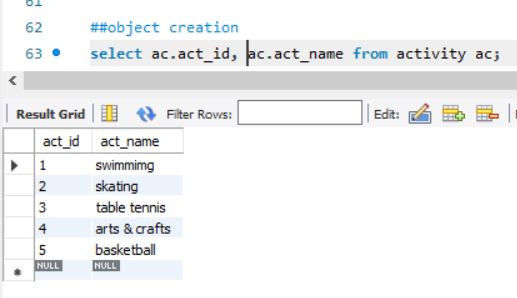 61
62 ##object creation
63 select ac.act_id, ac.act_name from activity ac;
Result Grid Filter Rows: Edit:
act_id act_name
1 swimmimg
2 skating
3 table tennis
4 arts & crafts
5 basketball
NULL NULL